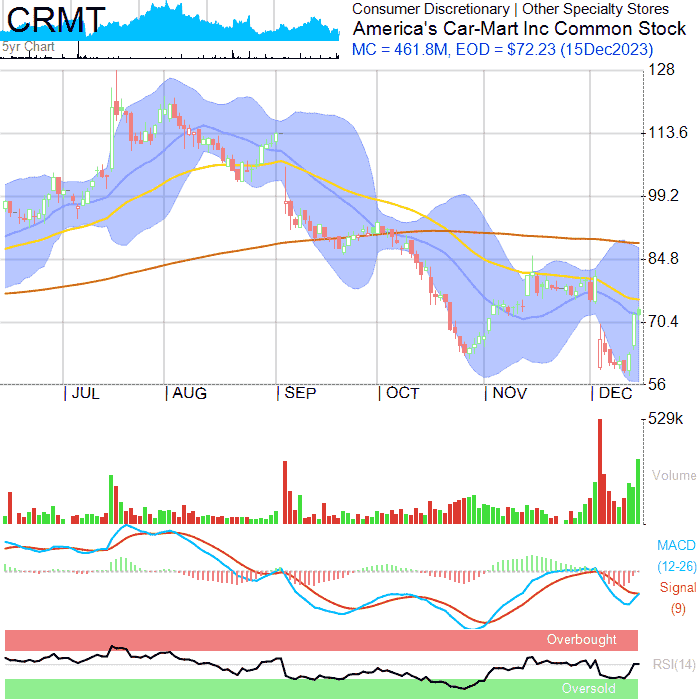 CRMT
5yr Chart
Consumer Discretionary | Other Specialty Stores
America's Car-Mart Inc Common Stock
MC = 461.8M, EOD = $72.23 (15Dec2023)
128
113.6
99.2
84.8
70.4
56
JUL AUG SEP OCT NOV DEC
529k
Volume
MACD
(12-26)
Signal
(9)
Overbought
RSI(14)
Oversold